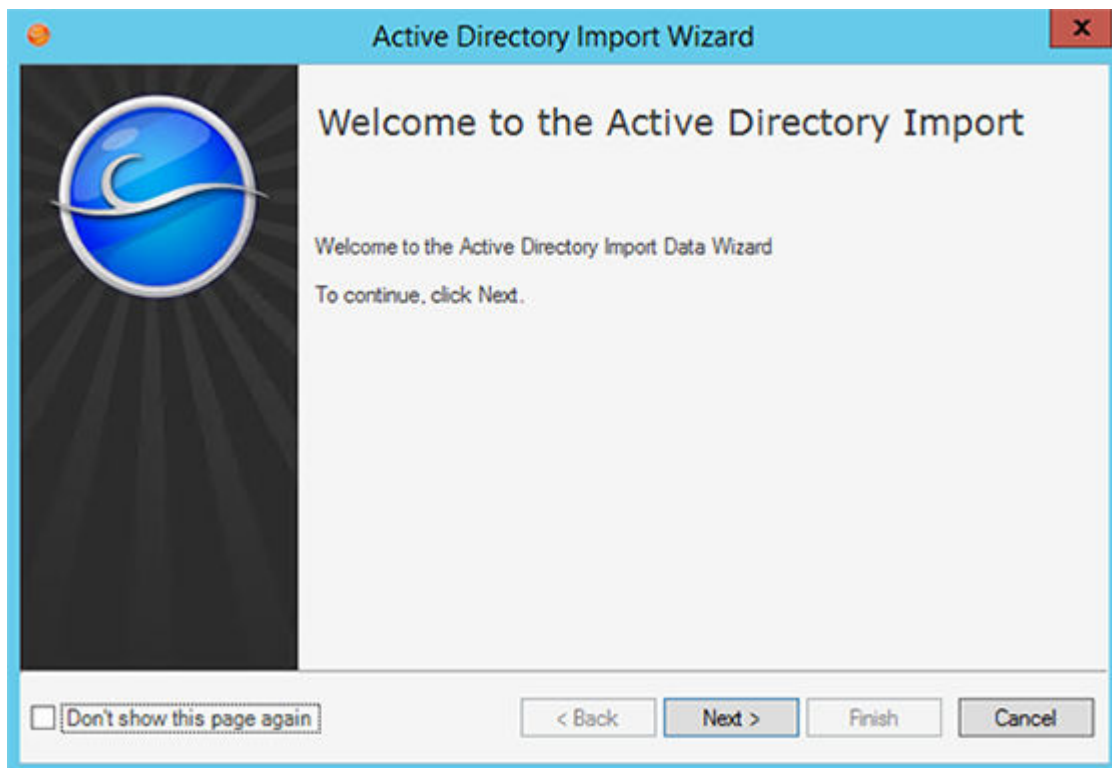 Active Directory Import Wizard
x
Welcome to the Active Directory Import
Welcome to the Active Directory Import Data Wizard
To continue, click Next.
Don't show this page again
< Back
Next >
Finish
Cancel